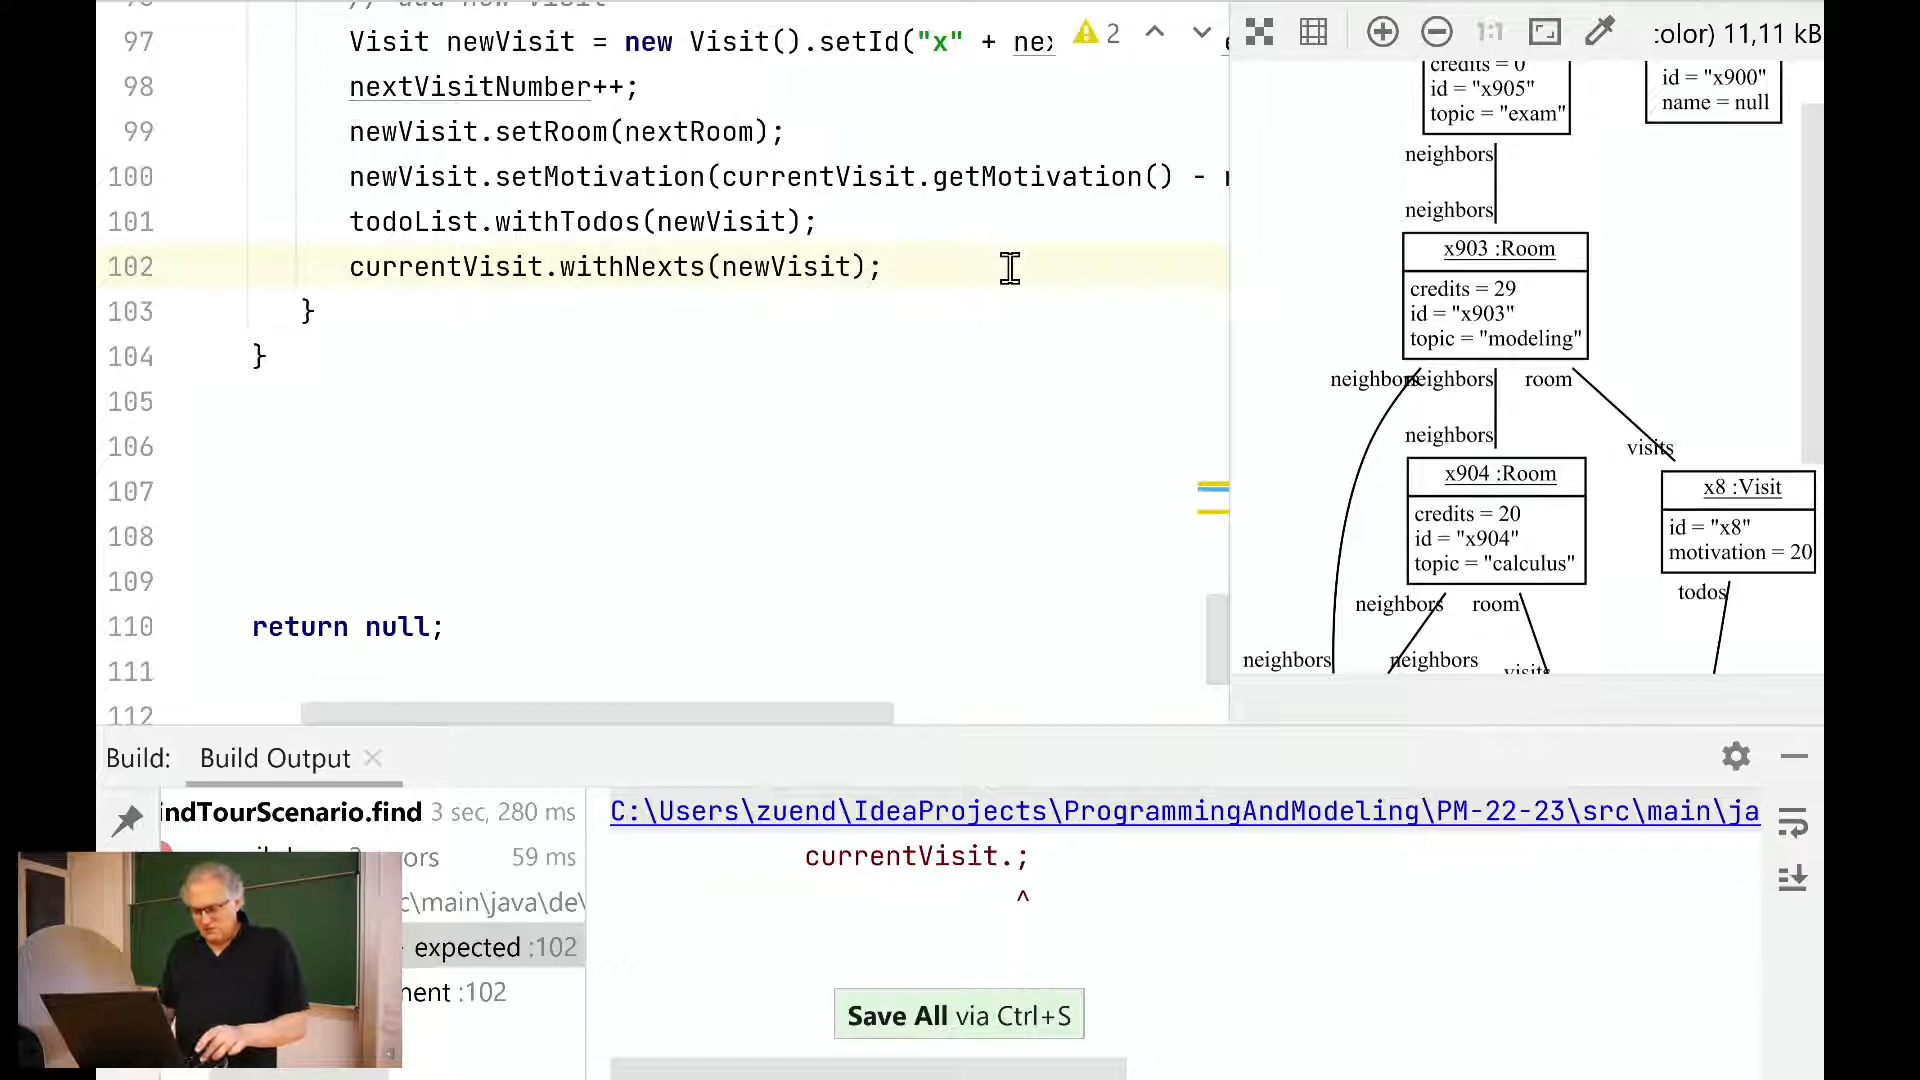 97 Visit newVisit = new Visit().setId("x" + nex
2
98 nextVisitNumber++;
99 newVisit.setRoom(nextRoom);
100 newVisit.setMotivation(currentVisit.getMotivation() -
101 todoList.withTodos(newVisit);
102 currentVisit.withNexts(newVisit);
103 }
104 }
105
106
107
108
109
110 return null;
111
112
1:1
color) 11,11 kB
credits = 0
id = "x905"
topic = "exam"
id = "x900"
name = null
neighbors
neighbors
x903 :Room
credits = 29
id = "x903"
topic = "modeling"
neighbors
neighbors
room
neighbors
visits
x904 :Room
credits = 20
id = "x904"
topic = "calculus"
x8 :Visit
id = "x8"
motivation = 20
todos
neighbors
room
neighbors
neighbors
visits
Build: Build Output
ndTourScenario.find 3 sec, 280 ms
59 ms
c\main\java\de\
expected :102
:102
C:\Users\zuend\IdeaProjects\ProgrammingAndModeling\PM-22-23\src\main\ja
currentVisit.;
^
Save All via Ctrl+S